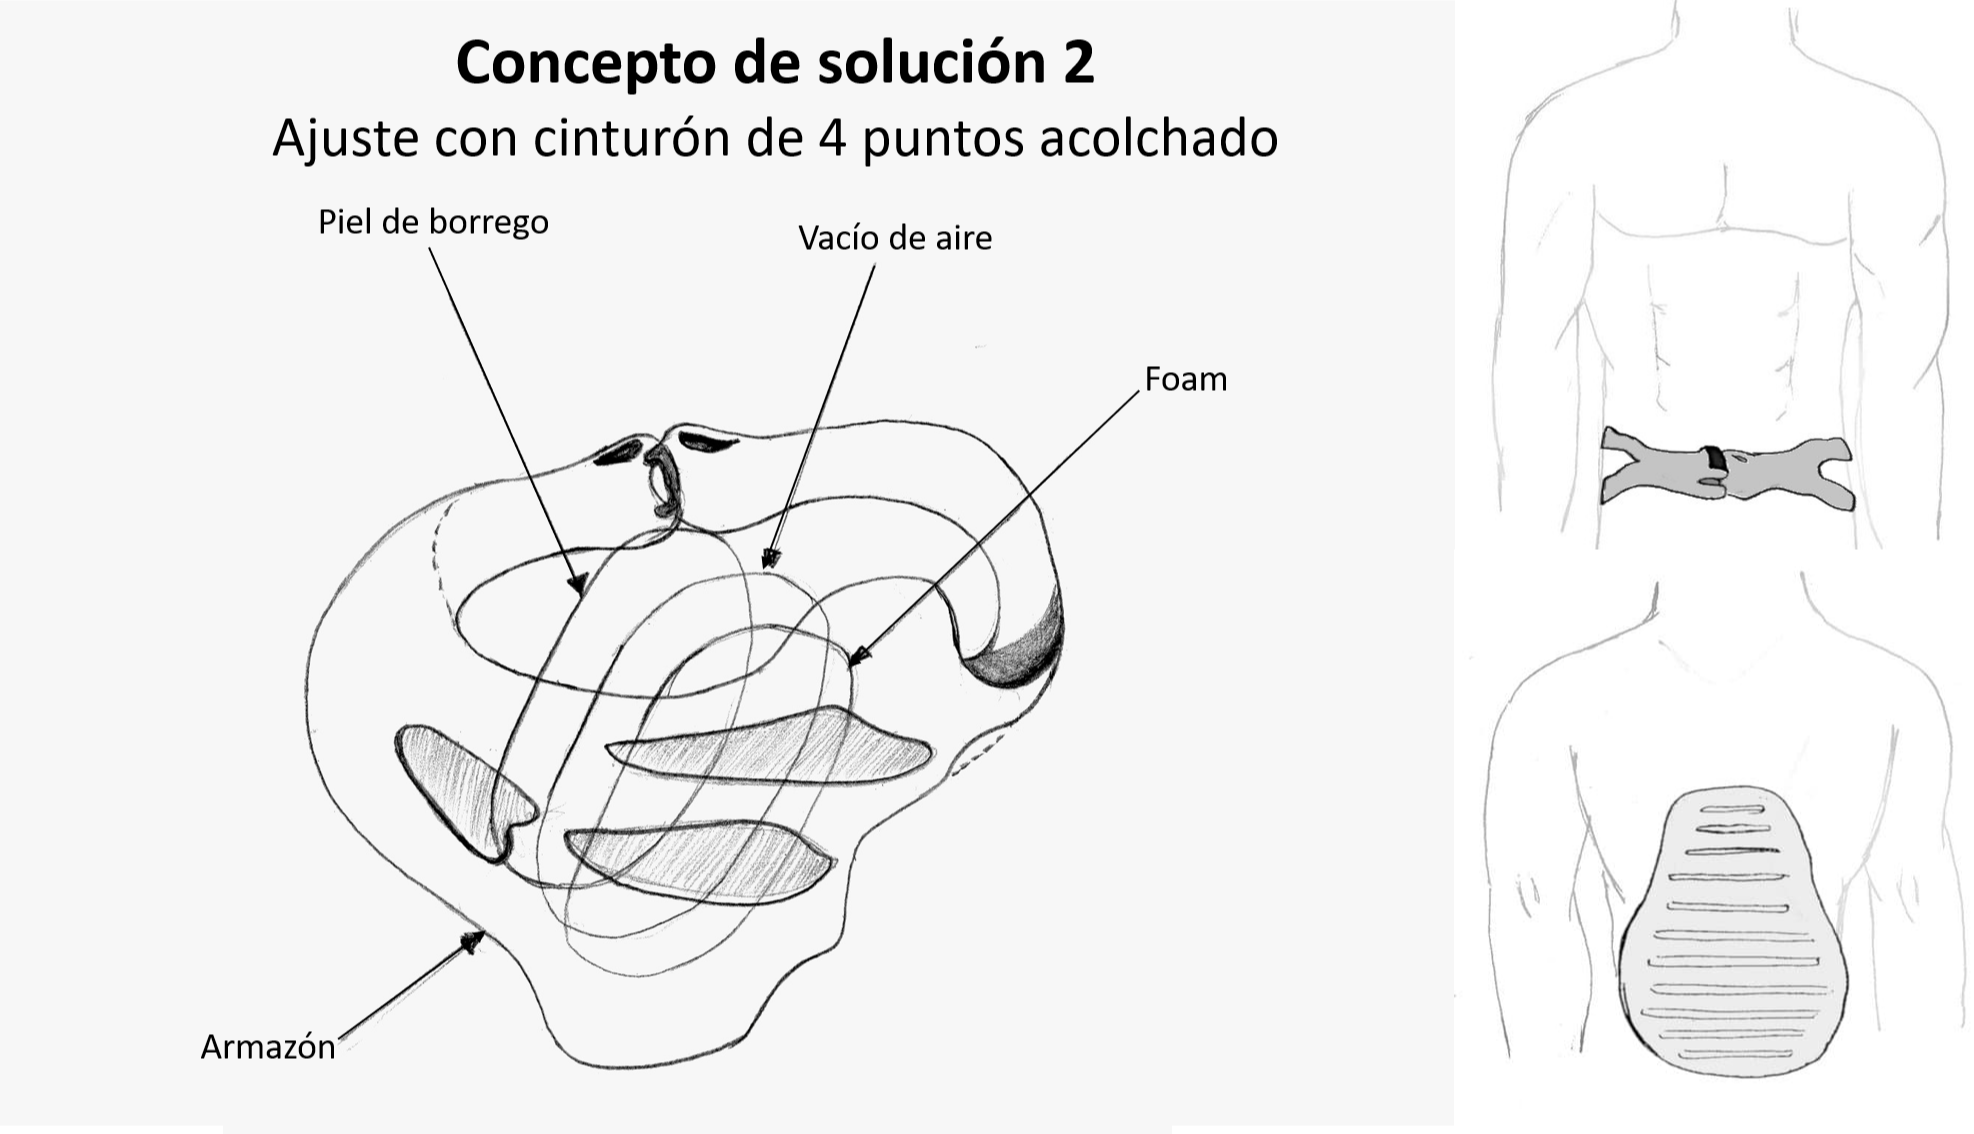 Concepto de solución 2
Ajuste con cinturón de 4 puntos acolchado
Piel de borrego
Vacío de aire
Foam
Armazón